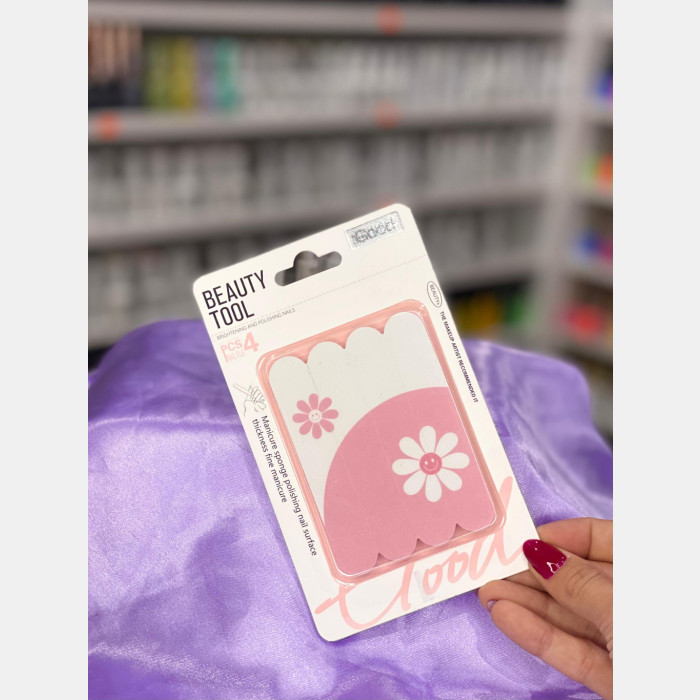 Good
BEAUTY
TOOL
BRIGHTENING AND POLISHING NAILS
PCS
4
BEAUTY
THE MAKEUP ARTIST RECOMMENDED IT
Manicure sponge polishing nail surface
thickness fine manicure
Good